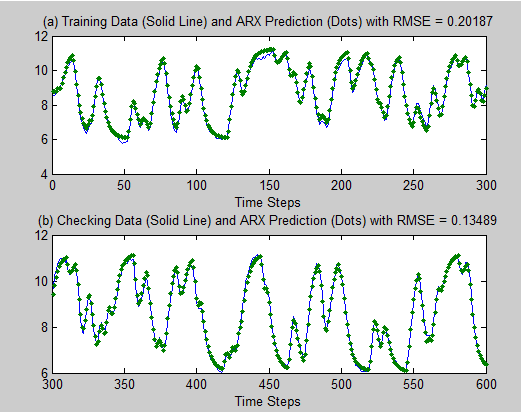 (a) Training Data (Solid Line) and ARX Prediction (Dots) with RMSE = 0.20187
12
10
8
6
4
0 50 100 150 200 250 300
Time Steps
(b) Checking Data (Solid Line) and ARX Prediction (Dots) with RMSE = 0.13489
12
10
8
6
300 350 400 450 500 550 600
Time Steps